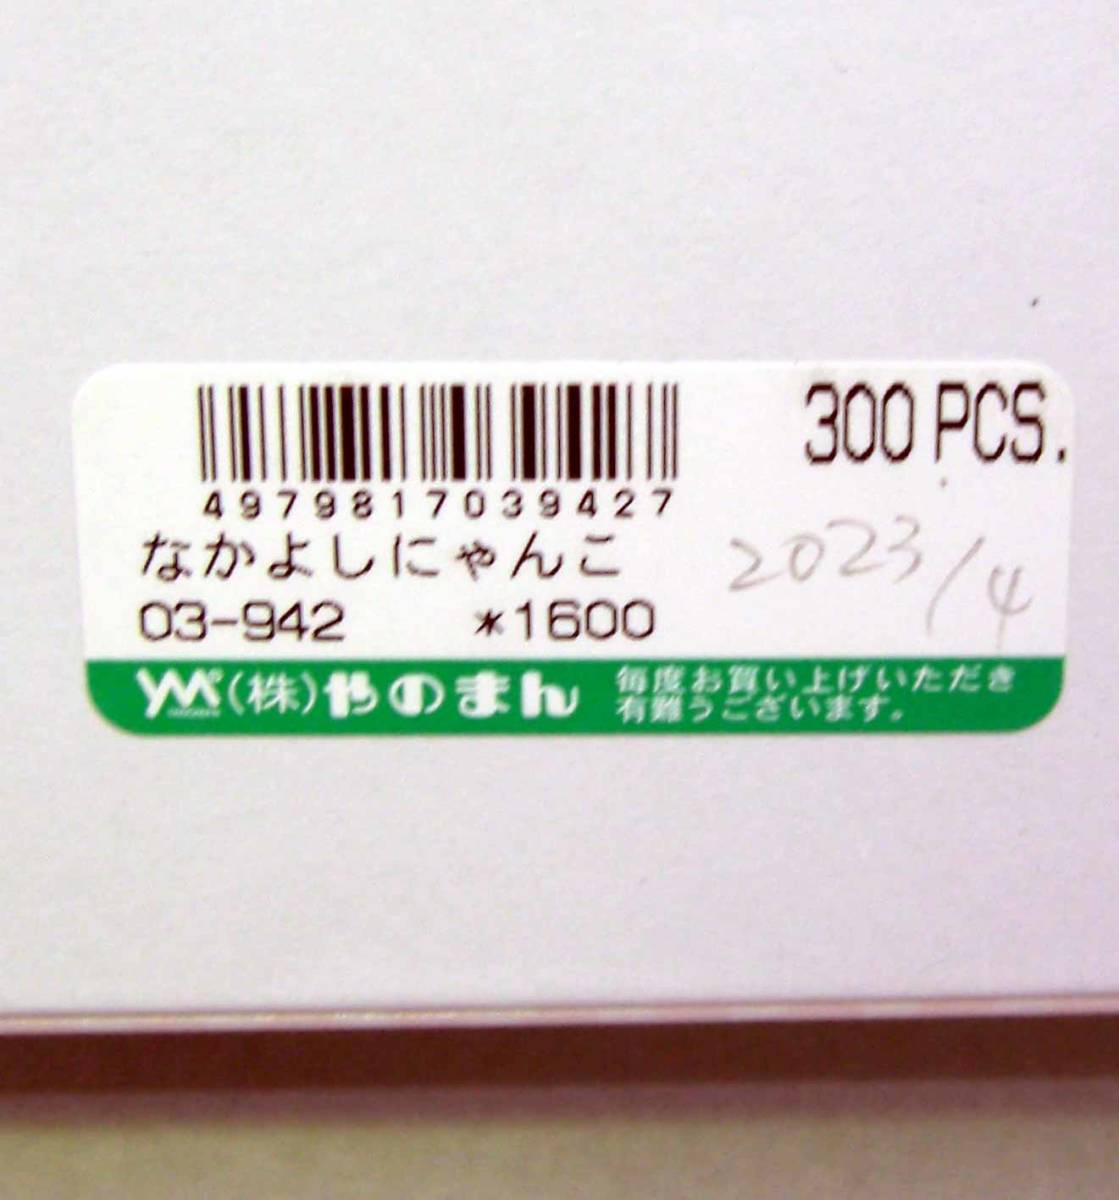 300 PCS.
4979817039427
なかよしにゃんこ
2023/4
03-942 *1600
(株)やのまん
毎度お買い上げいただき
有難うございます。